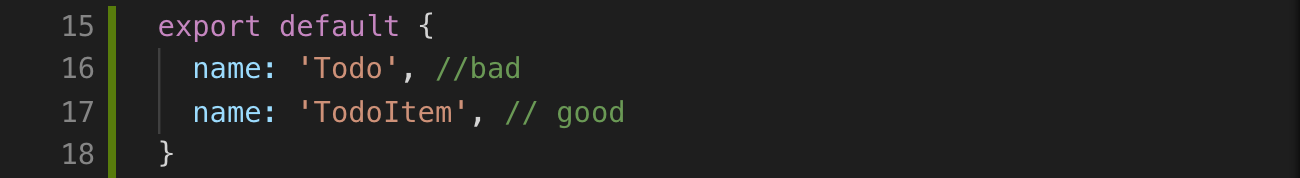 15 export default {
16 name: 'Todo', //bad
17 name: 'TodoItem', // good
18 }